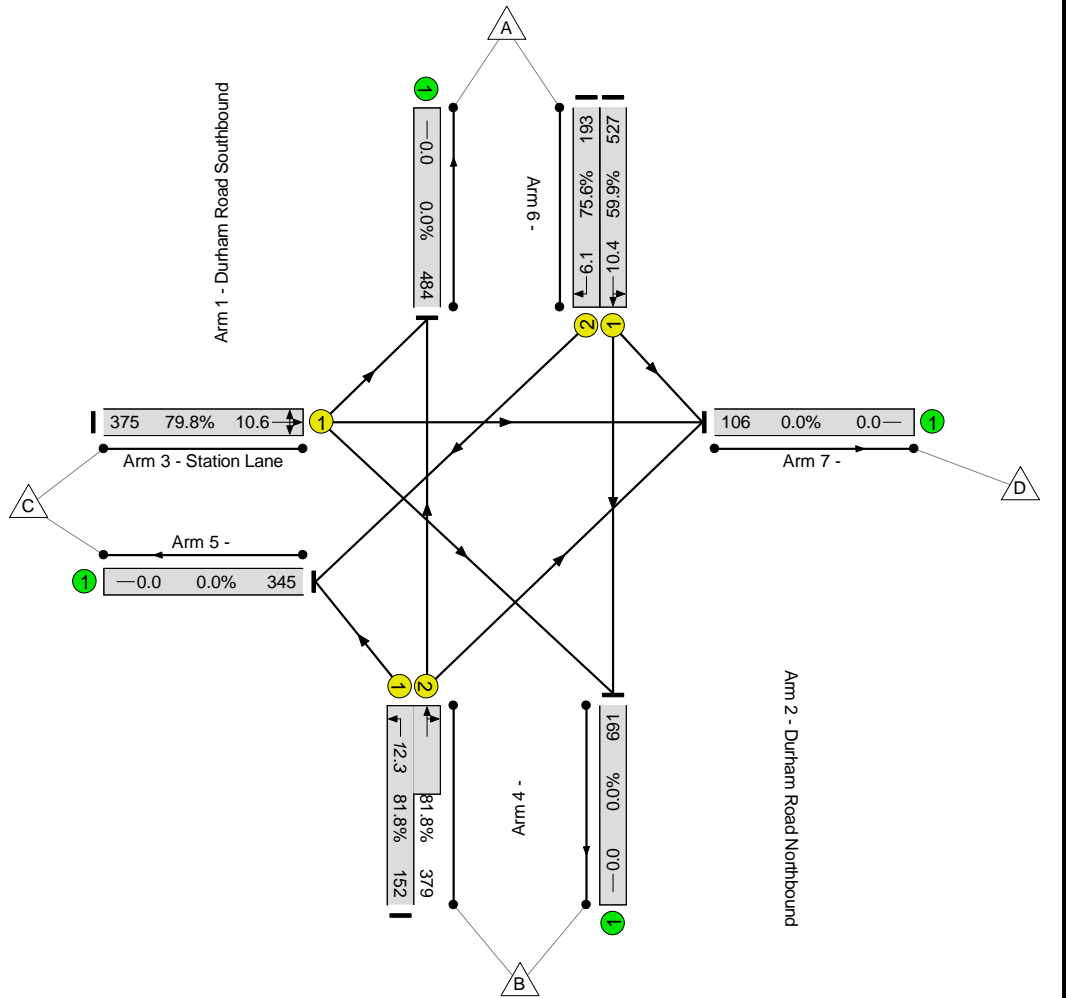 A
1
—0.0 0.0% 484
Arm 1 - Durham Road Southbound
Arm 6 -
193 75.6% 6.1
527 59.9% 10.4
2
1
375 79.8% 10.6
1
Arm 3 - Station Lane
106 0.0% 0.0—
1
Arm 7 -
C
D
Arm 5 -
1
—0.0 0.0% 345
1
2
12.3 81.8% 152
81.8% 379
Arm 4 -
691 0.0% —0.0
1
Arm 2 - Durham Road Northbound
B